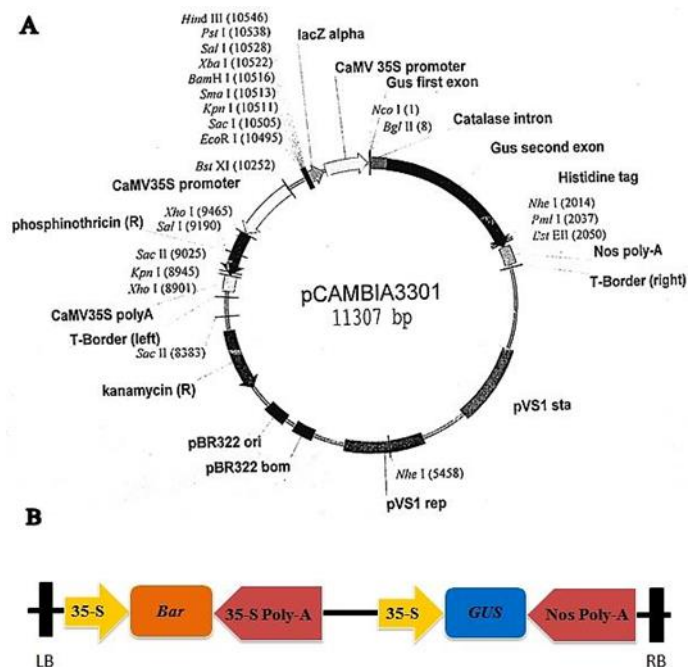 A
Hind III (10546)
Pst I (10538)
Sal I (10528)
Xba I (10522)
BamH I (10516)
Sma I (10513)
Kpn I (10511)
Sac I (10505)
EcoR I (10495)
Bst XI (10252)
CaMV35S promoter
Xho I (9465)
Sal I (9190)
phosphinothricin (R)
Sac II (9025)
Kpn I (8945)
Xho I (8901)
CaMV35S polyA
T-Border (left)
Sac II (8383)
kanamycin (R)
pBR322 ori
pBR322 bom
lacZ alpha
CaMV 35S promoter
Gus first exon
Nco I (1)
Bgl II (8)
Catalase intron
Gus second exon
Histidine tag
Nhe I (2014)
Pml I (2037)
EII (2050)
Nos poly-A
T-Border (right)
pCAMBIA3301
11307 bp
pVS1 sta
Nhe I (5458)
pVS1 rep
B
35-S
Bar
35-S Poly-A
35-S
GUS
Nos Poly-A
LB
RB